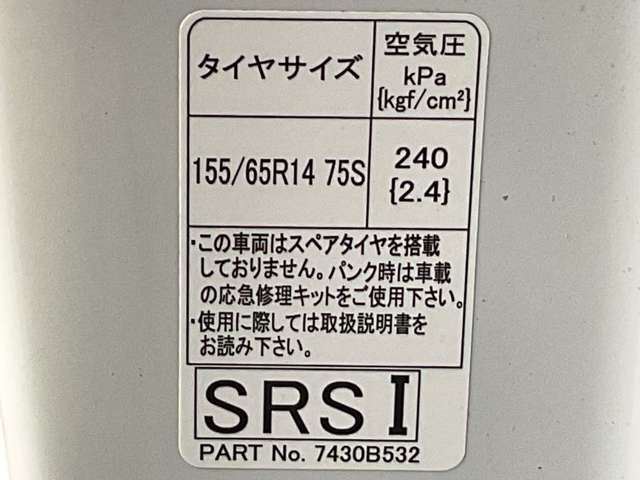 タイヤサイズ
空気圧
kPa
{kgf/cm²}
155/65R14 75S
240
{2.4}
・この車両はスペアタイヤを搭載
しておりません。パンク時は車載
の応急修理キットをご使用下さい。
・使用に際しては取扱説明書を
お読み下さい。
SRS I
PART No. 7430B532